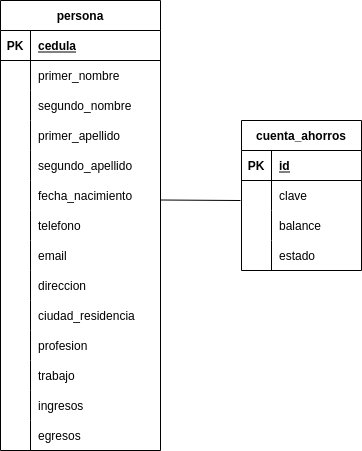 persona
PK cedula
primer_nombre
segundo_nombre
primer_apellido
segundo_apellido
fecha_nacimiento
telefono
email
direccion
ciudad_residencia
profesion
trabajo
ingresos
egresos
cuenta_ahorros
PK id
clave
balance
estado